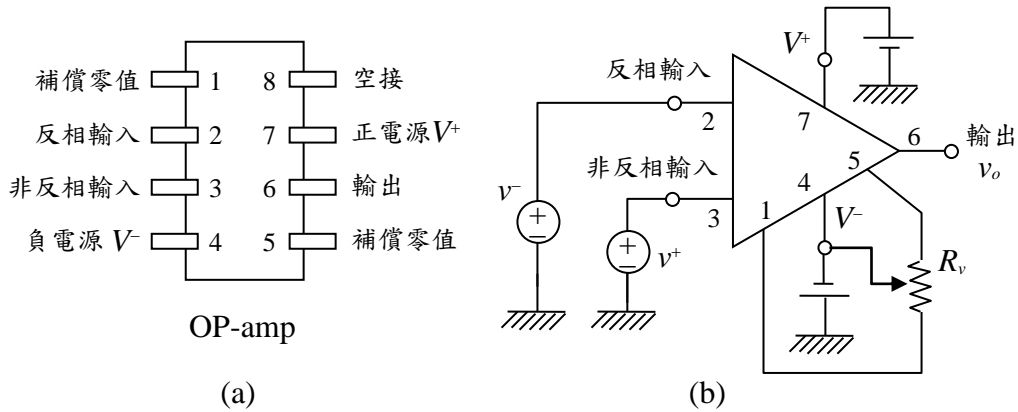 補償零值 1 8 空接
反相輸入 2 7 正電源V+
非反相輸入 3 6 輸出
負電源 V− 4 5 補償零值
OP-amp
(a)
V+
反相輸入
2
7
6
輸出
vo
非反相輸入
3
5
4
1
V−
v−
+
−
+
−
v+
Rv
(b)